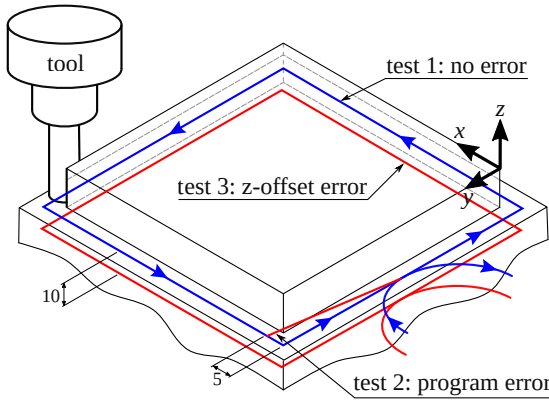 tool
test 1: no error
z
x
test 3: z-offset error
y
10
5
test 2: program error